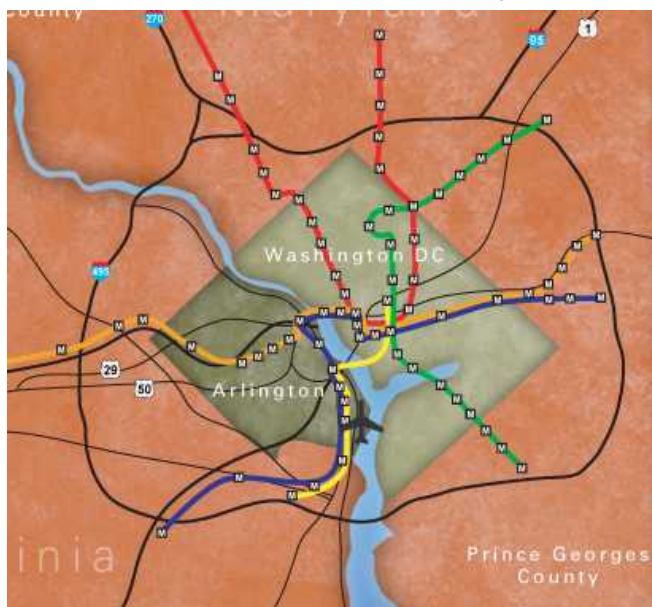 Maryland
County
270
1
95
Washington DC
495
29
50
Arlington
inia
Prince Georges
County